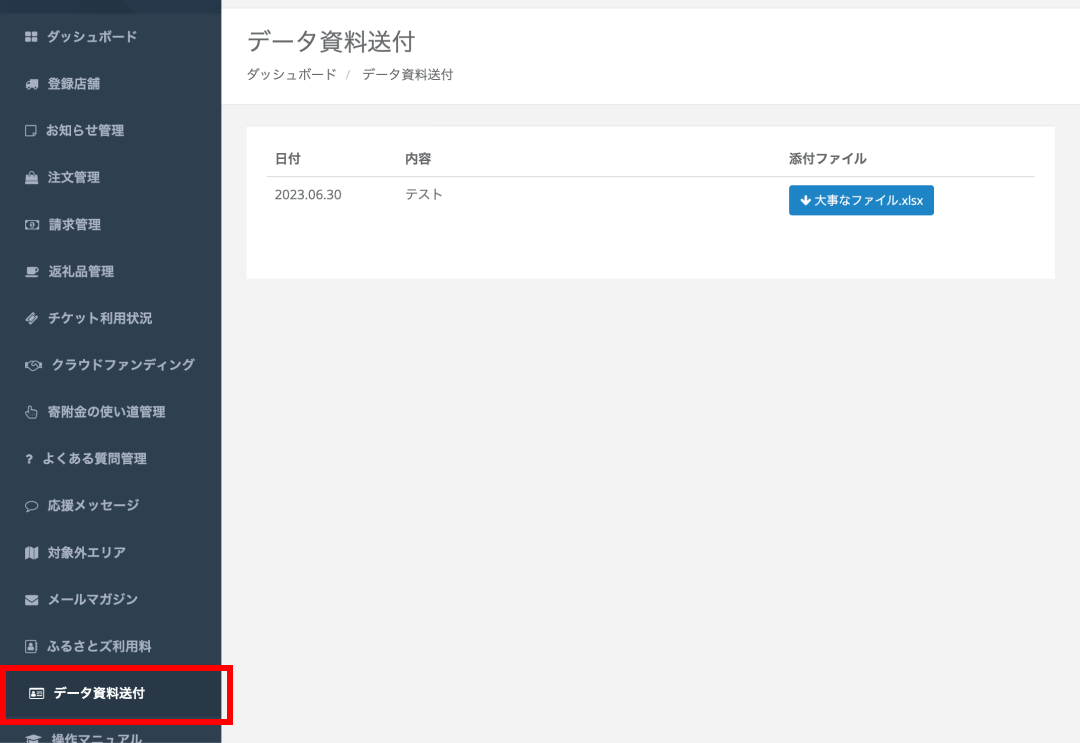 ダッシュボード
登録店舗
お知らせ管理
注文管理
請求管理
返礼品管理
チケット利用状況
クラウドファンディング
寄附金の使い道管理
? よくある質問管理
応援メッセージ
対象外エリア
メールマガジン
ふるさとズ利用料
データ資料送付
操作マニュアル
データ資料送付
ダッシュボード / データ資料送付
日付 内容 添付ファイル
2023.06.30 テスト 大事なファイル.xlsx